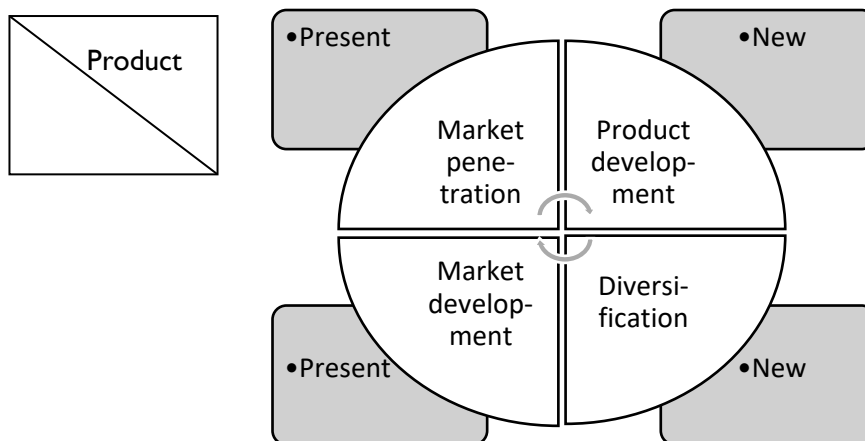 Product
•Present
•New
Market
pene-
tration
Product
develop-
ment
Market
develop-
ment
Diversi-
fication
•Present
•New